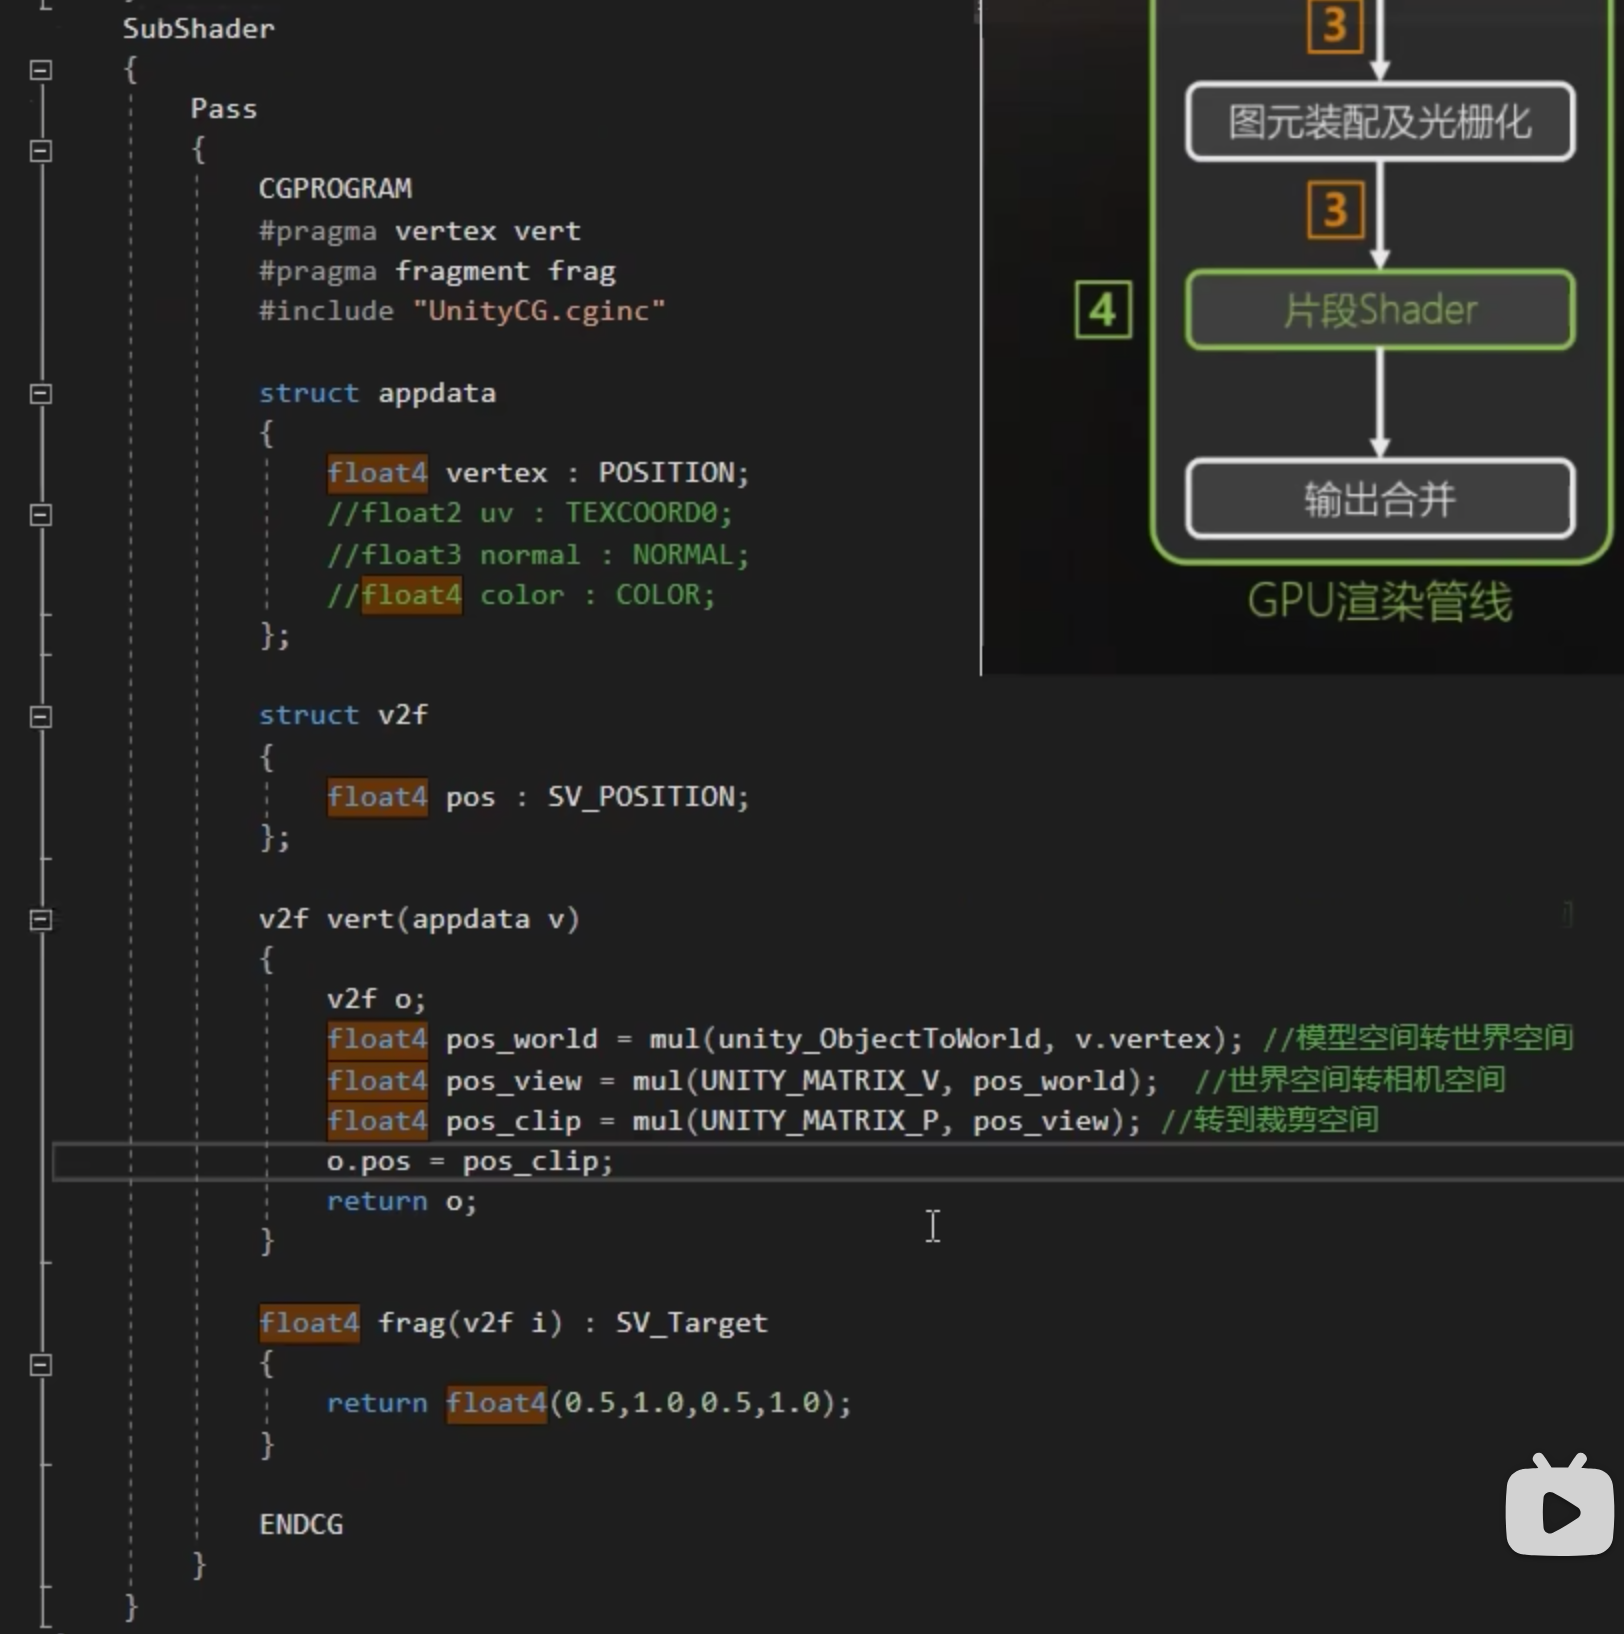 SubShader
{
Pass
{
CGPROGRAM
#pragma vertex vert
#pragma fragment frag
#include "UnityCG.cginc"
struct appdata
{
float4 vertex : POSITION;
//float2 uv : TEXCOORD0;
//float3 normal : NORMAL;
//float4 color : COLOR;
};
struct v2f
{
float4 pos : SV_POSITION;
};
v2f vert(appdata v)
{
v2f o;
float4 pos_world = mul(unity_ObjectToWorld, v.vertex); //模型空间转世界空间
float4 pos_view = mul(UNITY_MATRIX_V, pos_world); //世界空间转相机空间
float4 pos_clip = mul(UNITY_MATRIX_P, pos_view); //转到裁剪空间
o.pos = pos_clip;
return o;
}
float4 frag(v2f i) : SV_Target
{
return float4(0.5,1.0,0.5,1.0);
}
ENDCG
}
}
3
图元装配及光栅化
3
4
片段Shader
输出合并
GPU渲染管线